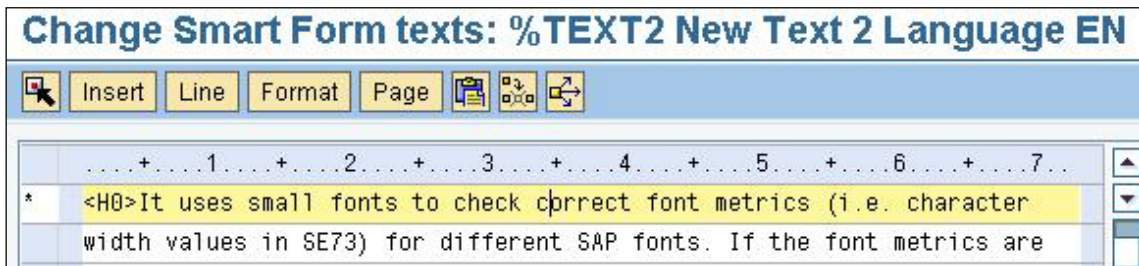 Change Smart Form texts: %TEXT2 New Text 2 Language EN
Insert Line Format Page
....+....1....+....2....+....3....+....4....+....5....+....6....+....7..
* <H0>It uses small fonts to check correct font metrics (i.e. character
width values in SE73) for different SAP fonts. If the font metrics are